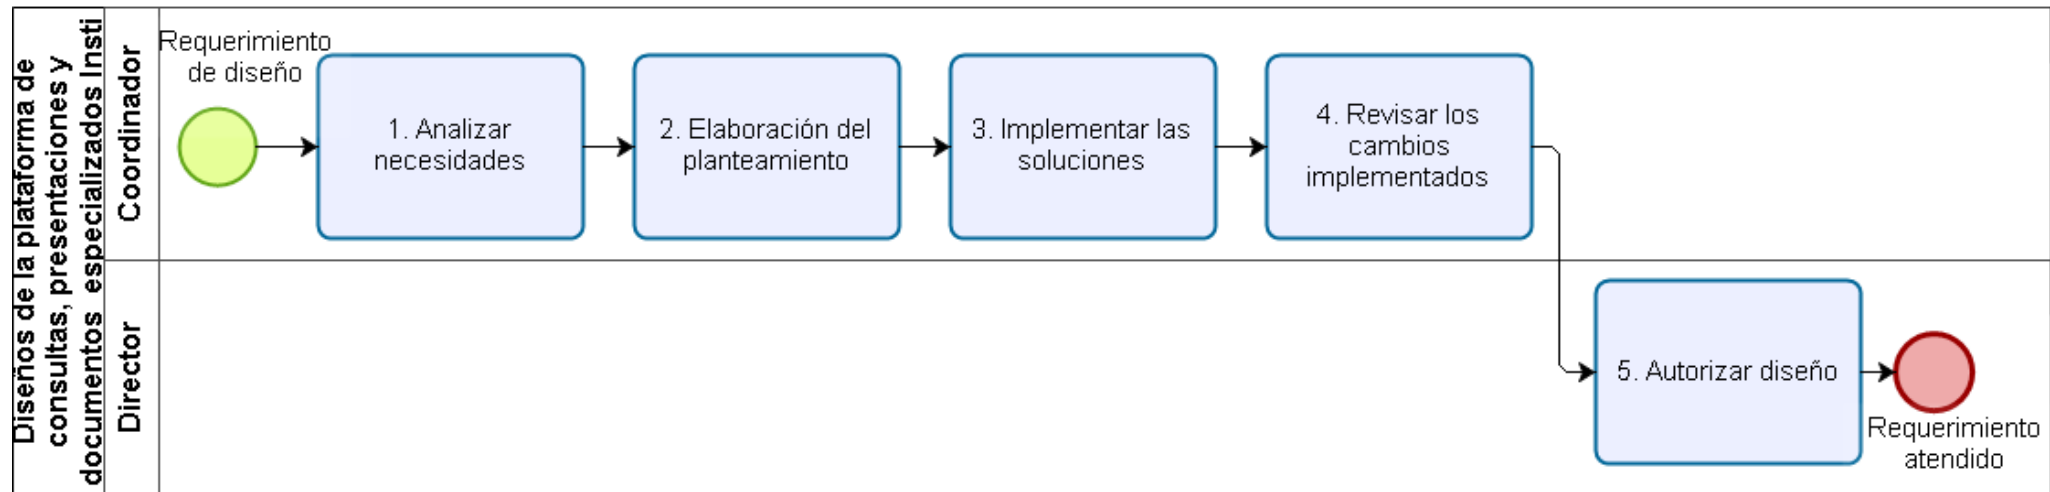 Diseños de la plataforma de
consultas, presentaciones y
documentos  especializados Insti
Coordinador
Requerimiento
de diseño
1. Analizar
necesidades
2. Elaboración del
planteamiento
3. Implementar las
soluciones
4. Revisar los
cambios
implementados
Director
5. Autorizar diseño
Requerimiento
atendido